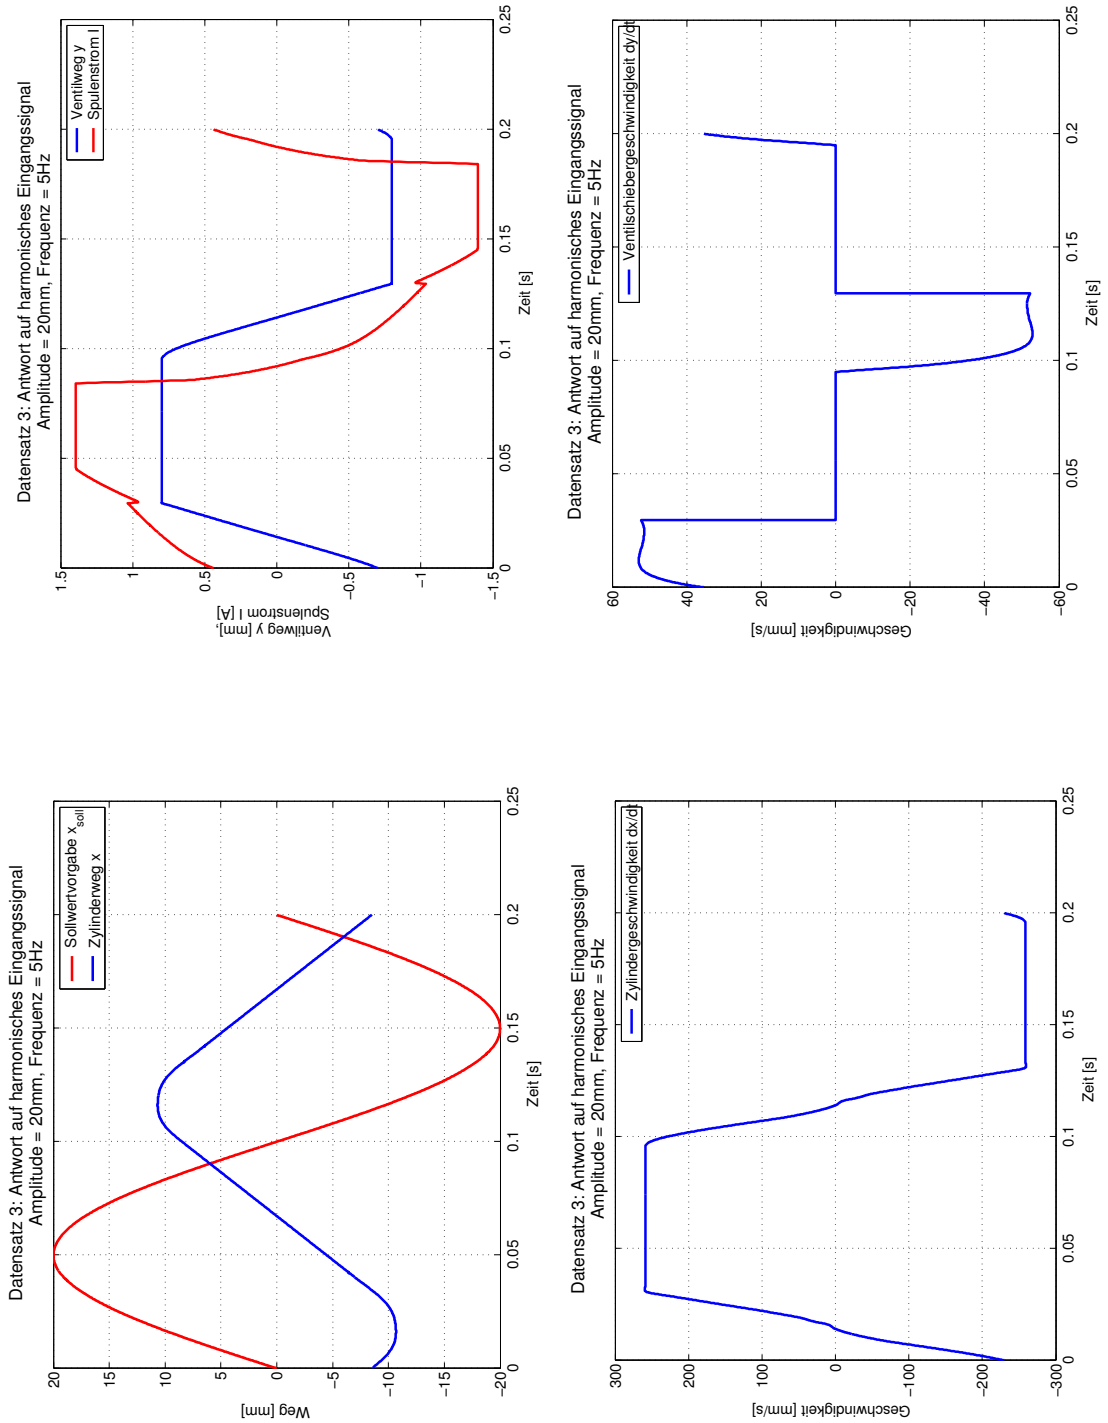 Datensatz 3: Antwort auf harmonisches Eingangssignal
Amplitude = 20mm, Frequenz = 5Hz
Sollwertvorgabe x_soll
Zylinderweg x
Weg [mm]
20
15
10
5
0
−5
−10
−15
−20
0 0.05 0.1 0.15 0.2 0.25
Zeit [s]
Datensatz 3: Antwort auf harmonisches Eingangssignal
Amplitude = 20mm, Frequenz = 5Hz
Ventilweg y
Spulenstrom I
Ventilweg y [mm],
Spulenstrom I [A]
1.5
1
0.5
0
−0.5
−1
−1.5
0 0.05 0.1 0.15 0.2 0.25
Zeit [s]
Datensatz 3: Antwort auf harmonisches Eingangssignal
Amplitude = 20mm, Frequenz = 5Hz
Zylindergeschwindigkeit dx/dt
Geschwindigkeit [mm/s]
300
200
100
0
−100
−200
−300
0 0.05 0.1 0.15 0.2 0.25
Zeit [s]
Datensatz 3: Antwort auf harmonisches Eingangssignal
Amplitude = 20mm, Frequenz = 5Hz
Ventilschiebergeschwindigkeit dy/dt
Geschwindigkeit [mm/s]
60
40
20
0
−20
−40
−60
0 0.05 0.1 0.15 0.2 0.25
Zeit [s]